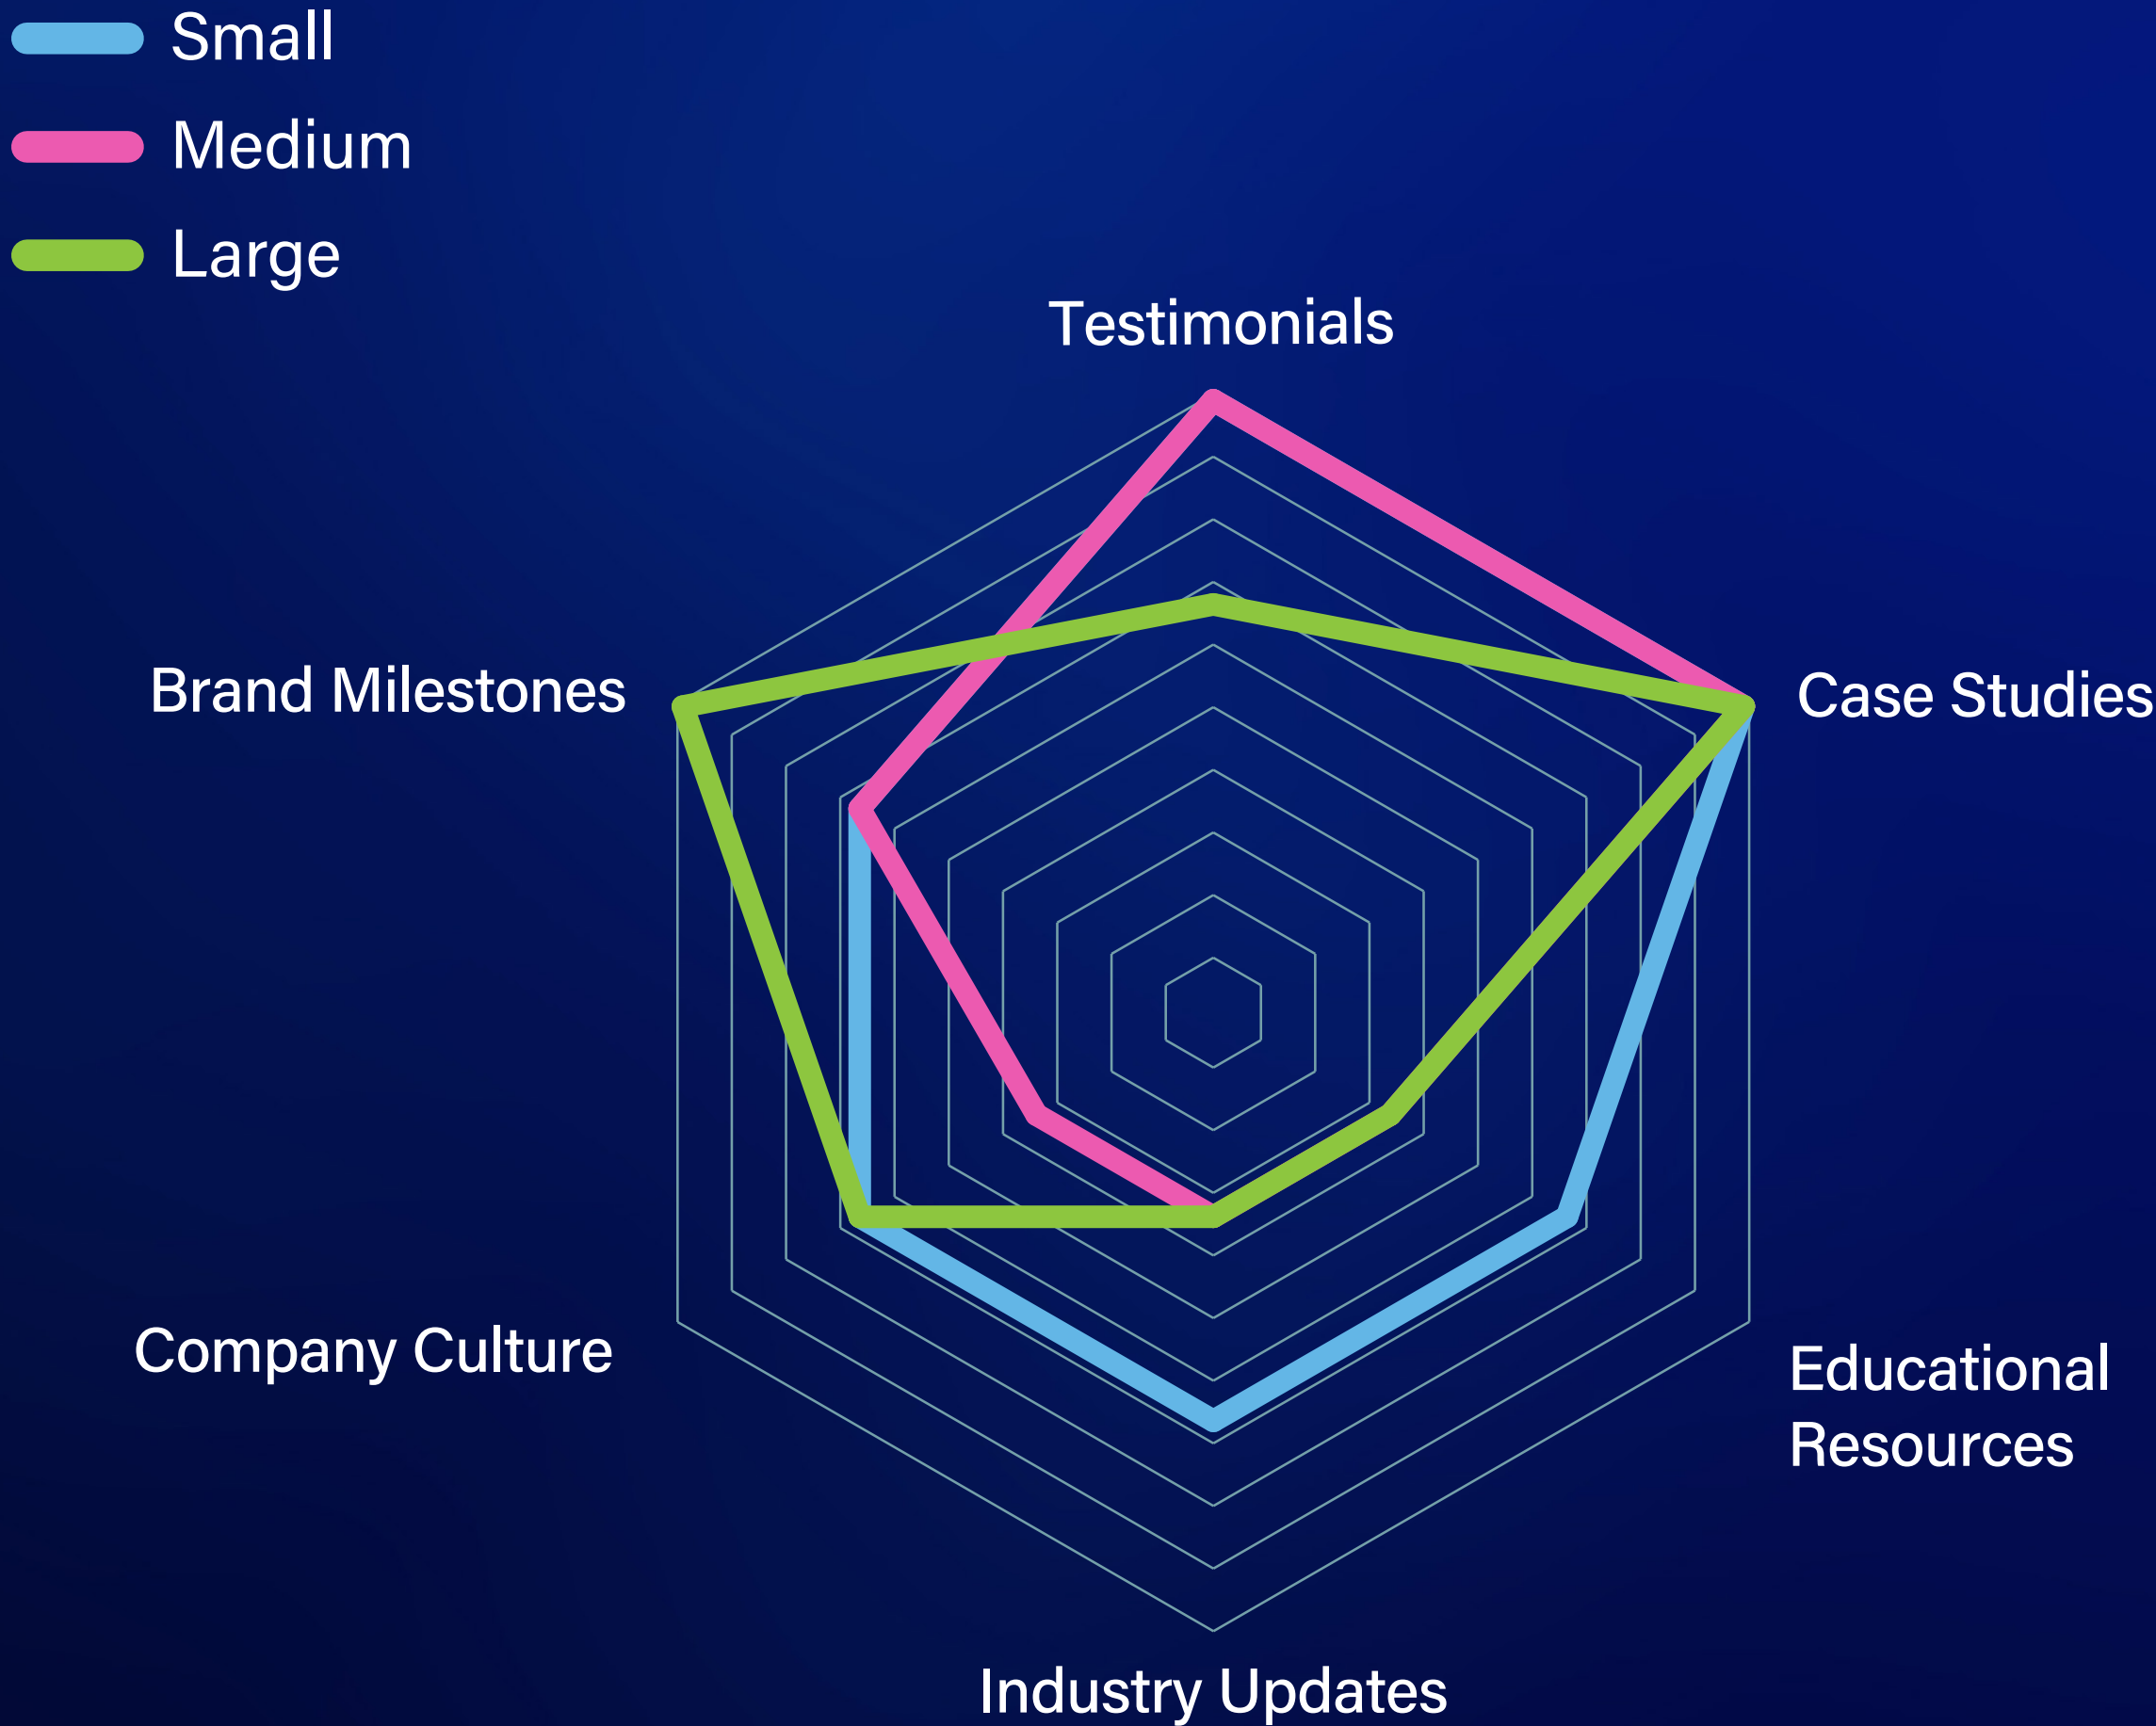 Small
Medium
Large
Testimonials
Brand Milestones
Case Studies
Company Culture
Educational
Resources
Industry Updates